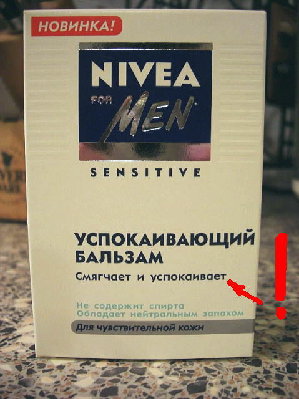 НОВИНКА!
NIVEA
FOR
MEN
SENSITIVE
УСПОКАИВАЮЩИЙ
БАЛЬЗАМ
Смягчает и успокаивает
Не содержит спирта
Обладает нейтральным запахом
Для чувствительной кожи
!